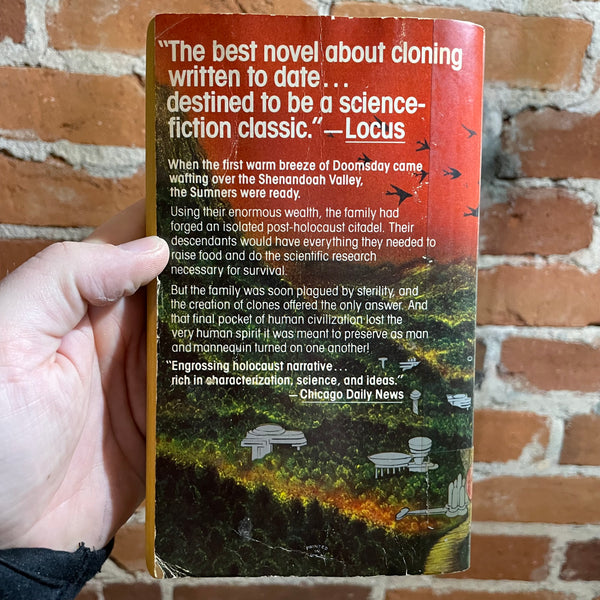 “The best novel about cloning
written to date...
destined to be a science-
fiction classic.”—Locus
When the first warm breeze of Doomsday came
wafting over the Shenandoah Valley,
the Sumners were ready.
Using their enormous wealth, the family had
forged an isolated post-holocaust citadel. Their
descendants would have everything they needed to
raise food and do the scientific research
necessary for survival.
But the family was soon plagued by sterility, and
the creation of clones offered the only answer. And
that final pocket of human civilization lost the
very human spirit it was meant to preserve as man
and mannequin turned on one another!
“Engrossing holocaust narrative...
rich in characterization, science, and ideas.”
—Chicago Daily News
PRINTED
IN